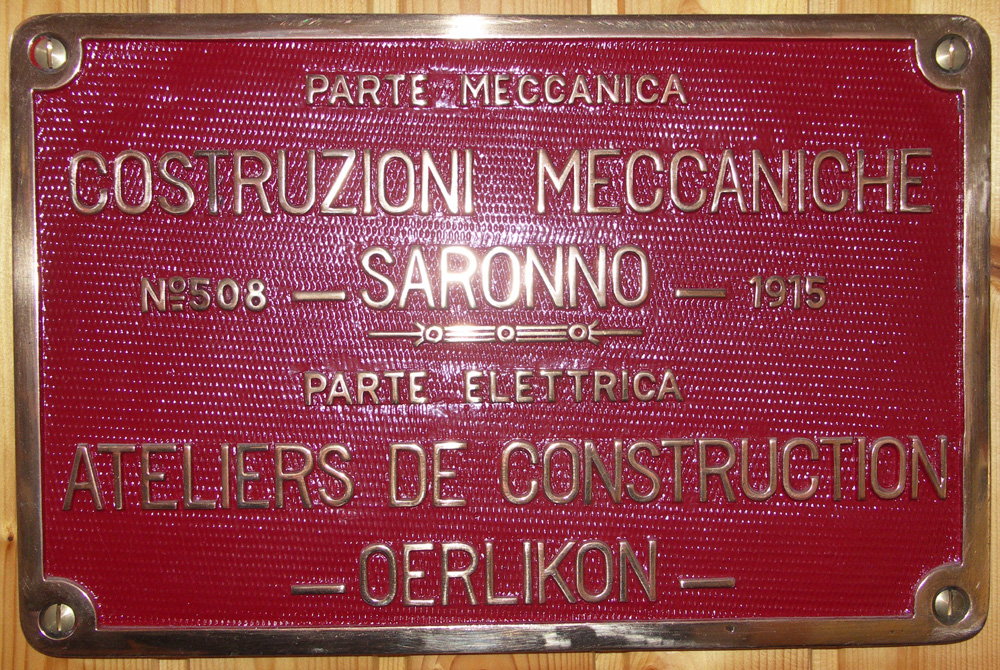 PARTE MECCANICA
COSTRUZIONI MECCANICHE
Nº508 — SARONNO — 1915
PARTE ELETTRICA
ATELIERS DE CONSTRUCTION
— OERLIKON —